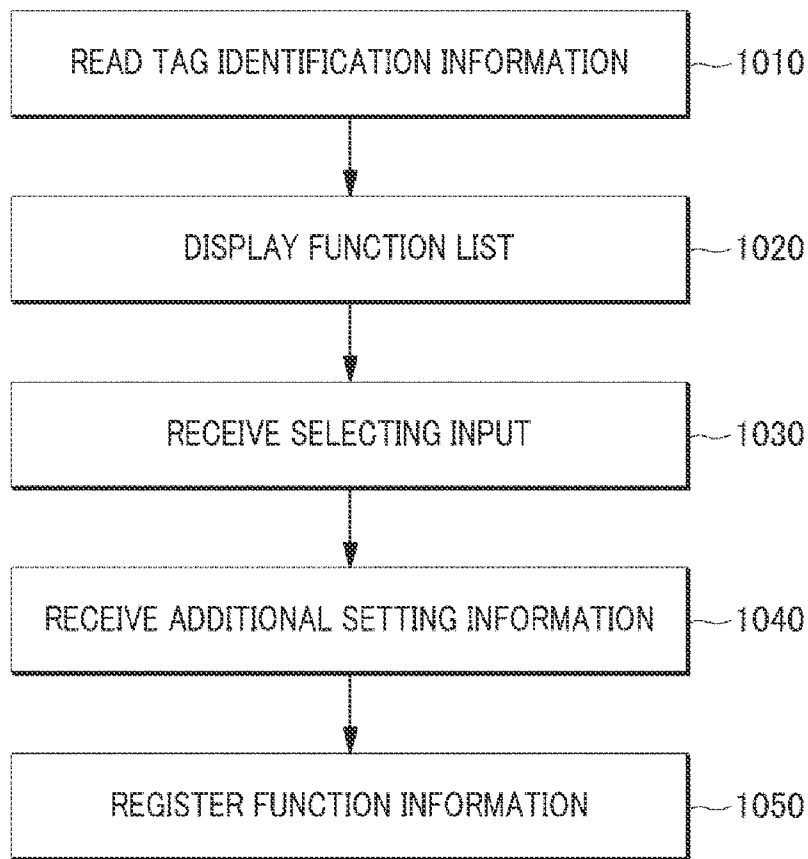 READ TAG IDENTIFICATION INFORMATION 1010
DISPLAY FUNCTION LIST 1020
RECEIVE SELECTING INPUT 1030
RECEIVE ADDITIONAL SETTING INFORMATION 1040
REGISTER FUNCTION INFORMATION 1050